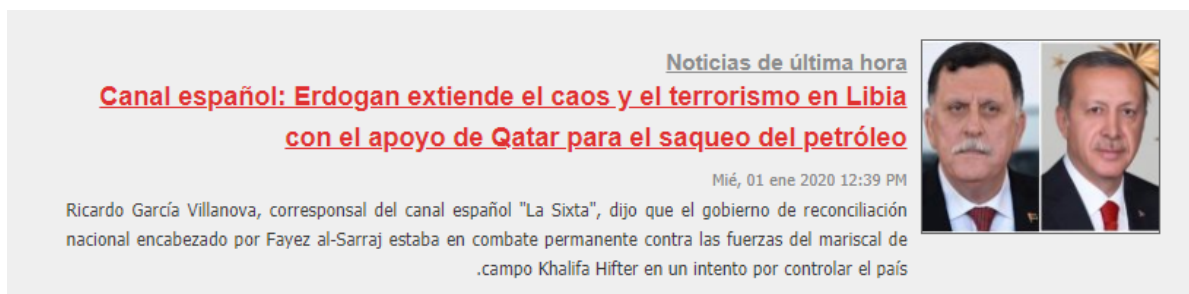 Noticias de última hora
Canal español: Erdogan extiende el caos y el terrorismo en Libia
con el apoyo de Qatar para el saqueo del petróleo
Mié, 01 ene 2020 12:39 PM
Ricardo García Villanova, corresponsal del canal español "La Sixta", dijo que el gobierno de reconciliación
nacional encabezado por Fayez al-Sarraj estaba en combate permanente contra las fuerzas del mariscal de
.campo Khalifa Hifter en un intento por controlar el país